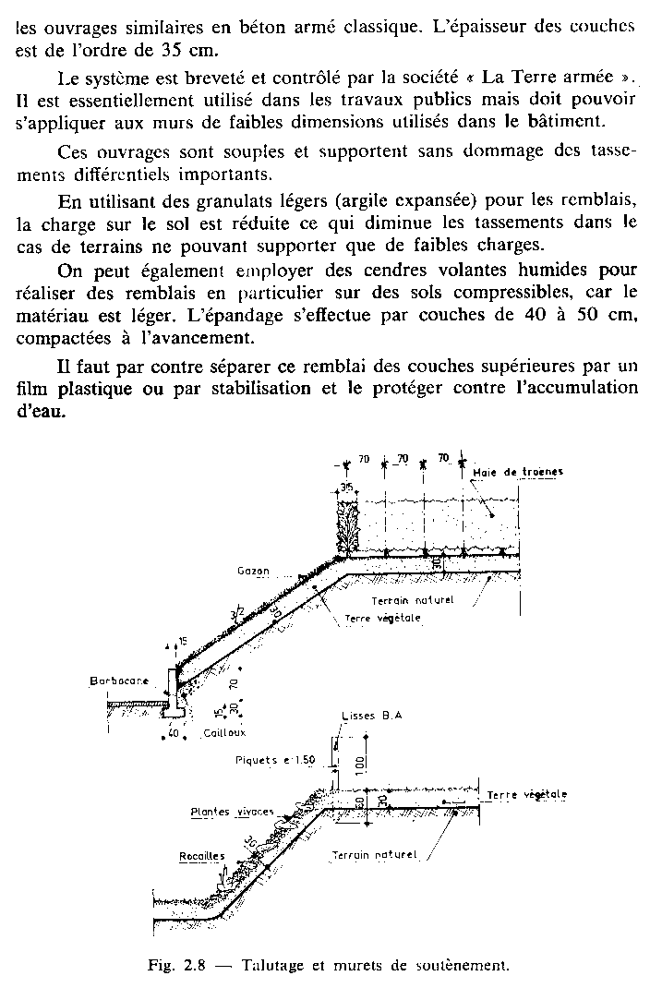 les ouvrages similaires en béton armé classique. L'épaisseur des couches
est de l'ordre de 35 cm.
Le système est breveté et contrôlé par la société « La Terre armée ».
Il est essentiellement utilisé dans les travaux publics mais doit pouvoir
s'appliquer aux murs de faibles dimensions utilisés dans le bâtiment.
Ces ouvrages sont souples et supportent sans dommage des tasse-
ments différentiels importants.
En utilisant des granulats légers (argile expansée) pour les remblais,
la charge sur le sol est réduite ce qui diminue les tassements dans le
cas de terrains ne pouvant supporter que de faibles charges.
On peut également employer des cendres volantes humides pour
réaliser des remblais en particulier sur des sols compressibles, car le
matériau est léger. L'épandage s'effectue par couches de 40 à 50 cm,
compactées à l'avancement.
Il faut par contre séparer ce remblai des couches supérieures par un
film plastique ou par stabilisation et le protéger contre l'accumulation
d'eau.
70 70 70
Haie de troènes
35
Gazon
30
Terrain naturel
3/2
30
Terre végétale
15
Barbacane
70
15 30
40
Cailloux
Lisses B.A
Piquets e:1.50
1.00
Terre végétale
30
Plantes vivaces
30
Rocailles
Terrain naturel
Fig. 2.8 — Talutage et murets de soutènement.